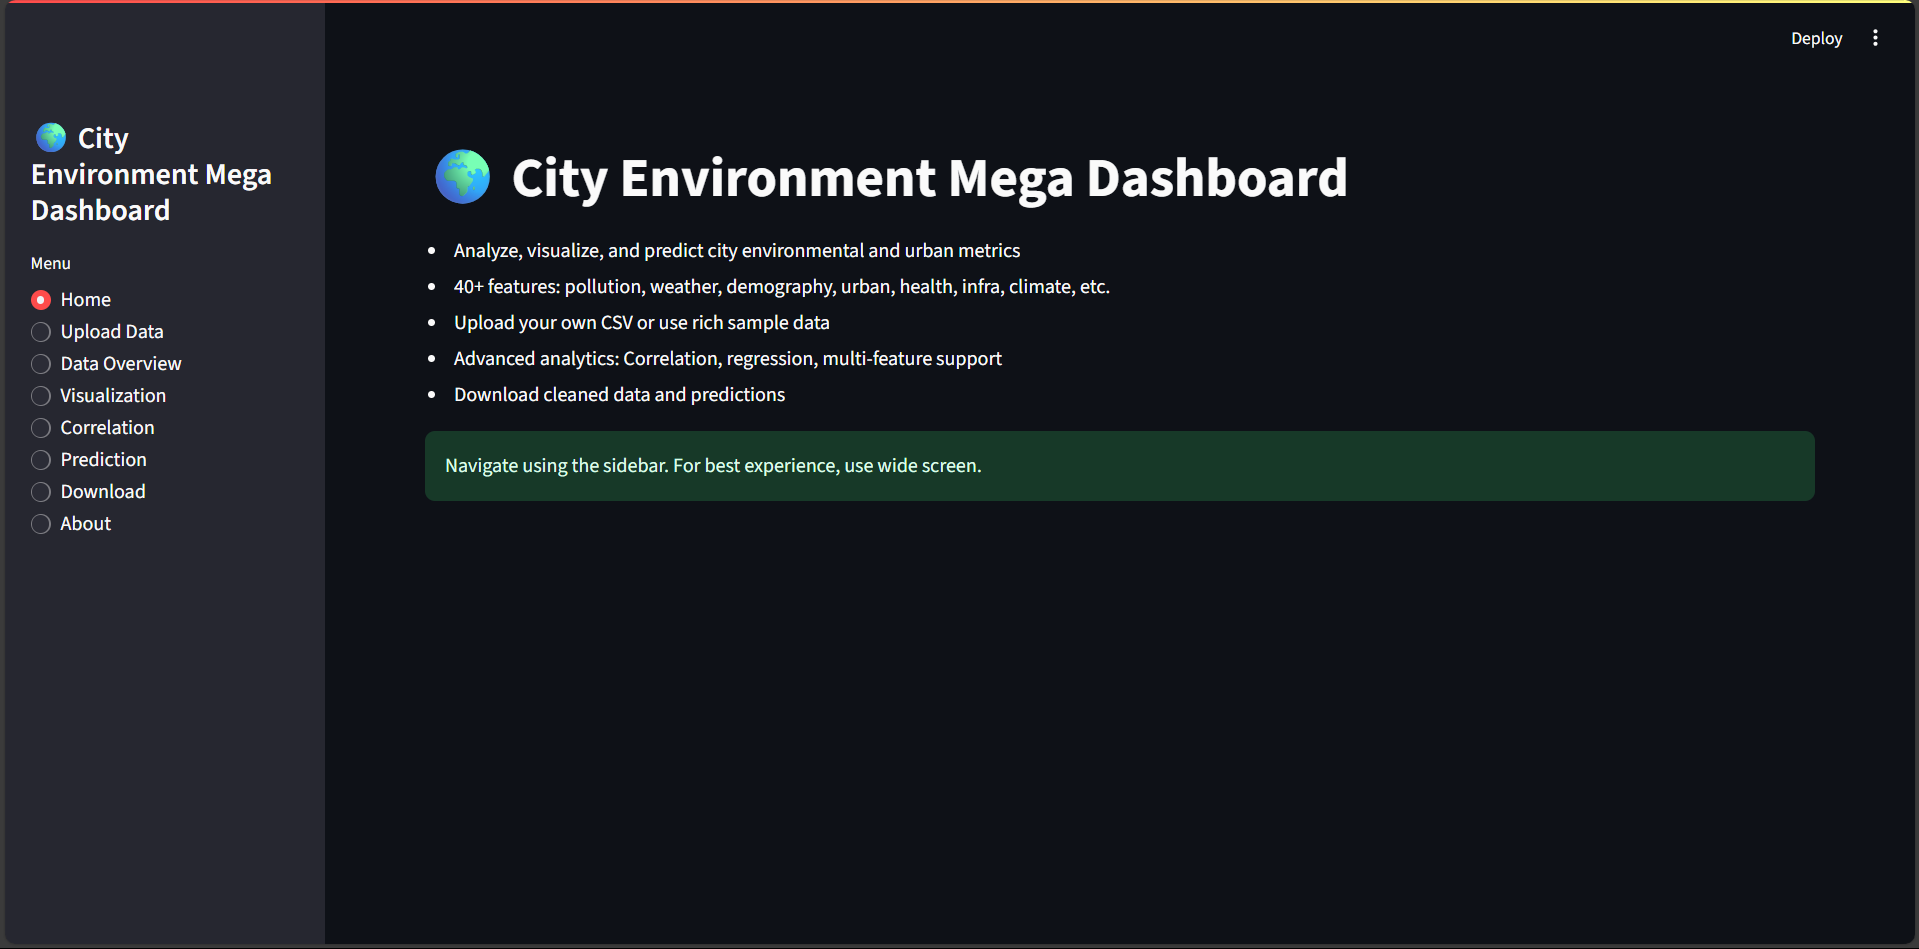 Deploy
City
Environment Mega
Dashboard
Menu
Home
Upload Data
Data Overview
Visualization
Correlation
Prediction
Download
About
City Environment Mega Dashboard
Analyze, visualize, and predict city environmental and urban metrics
40+ features: pollution, weather, demography, urban, health, infra, climate, etc.
Upload your own CSV or use rich sample data
Advanced analytics: Correlation, regression, multi-feature support
Download cleaned data and predictions
Navigate using the sidebar. For best experience, use wide screen.